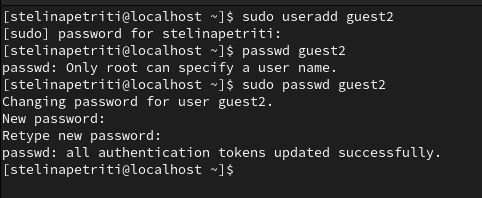 [stelinapetriti@localhost ~]$ sudo useradd guest2
[sudo] password for stelinapetriti:
[stelinapetriti@localhost ~]$ passwd guest2
passwd: Only root can specify a user name.
[stelinapetriti@localhost ~]$ sudo passwd guest2
Changing password for user guest2.
New password:
Retype new password:
passwd: all authentication tokens updated successfully.
[stelinapetriti@localhost ~]$